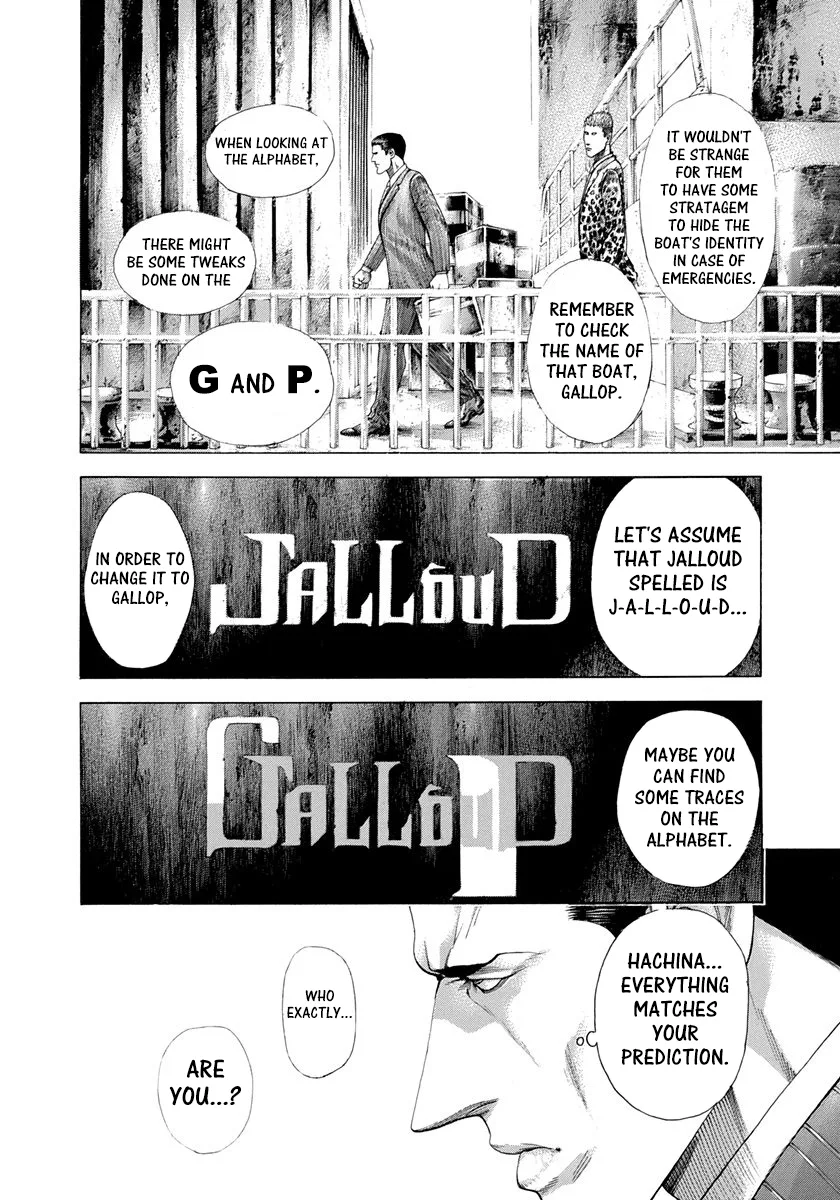 IT WOULDN'T
BE STRANGE
FOR THEM
TO HAVE SOME
STRATAGEM
TO HIDE THE
BOAT'S IDENTITY
IN CASE OF
EMERGENCIES.
REMEMBER
TO CHECK
THE NAME OF
THAT BOAT,
GALLOP.
WHEN LOOKING AT
THE ALPHABET,
THERE MIGHT
BE SOME TWEAKS
DONE ON THE
G AND P.
LET'S ASSUME
THAT JALLOUD
SPELLED IS
J-A-L-L-O-U-D...
JALLOUD
IN ORDER TO
CHANGE IT TO
GALLOP,
MAYBE YOU
CAN FIND
SOME TRACES
ON THE
ALPHABET.
GALLOUPD
HACHINA...
EVERYTHING
MATCHES
YOUR
PREDICTION.
WHO
EXACTLY...
ARE
YOU...?